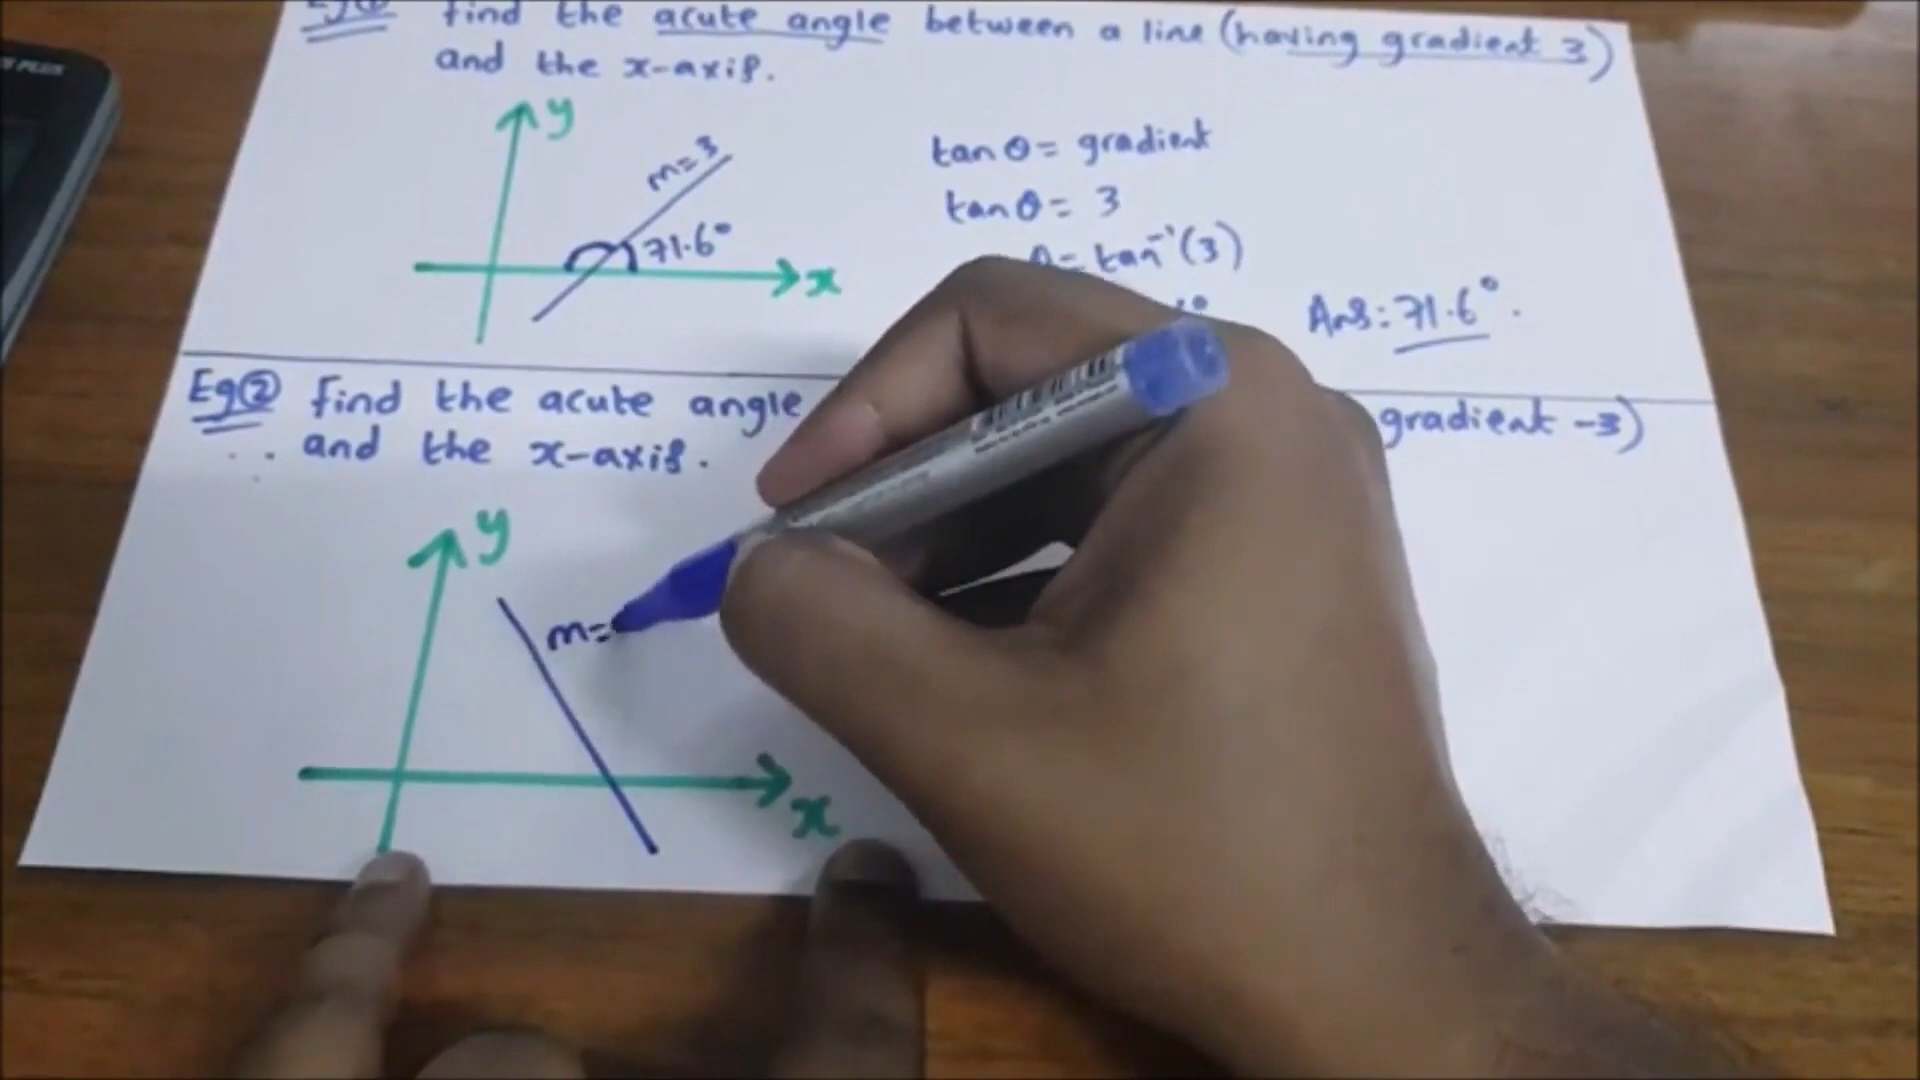 find the acute angle between a line (having gradient 3)
and the x-axis.
y
m=3
71.6°
x
tan θ = gradient
tan θ = 3
θ = tan⁻¹(3)
Ans: 71.6°.
Eg② find the acute angle gradient -3)
and the x-axis.
y
m=
x
PLUS